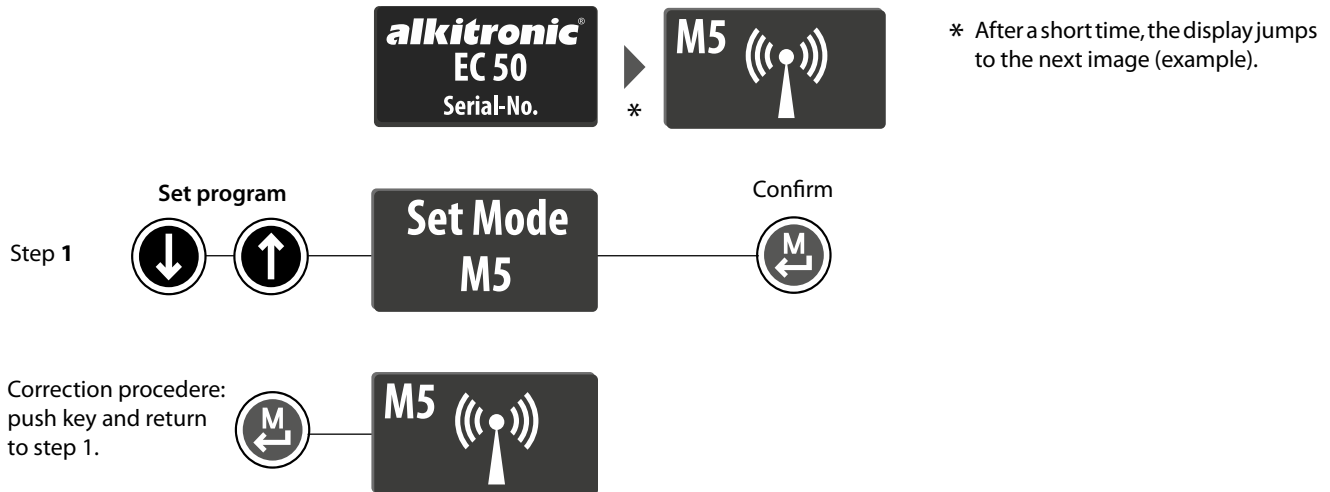 alkitronic®
EC 50
Serial-No.
*
M5
* After a short time, the display jumps
to the next image (example).
Set program
Step 1
Set Mode
M5
Confirm
M
Correction procedere:
push key and return
to step 1.
M
M5